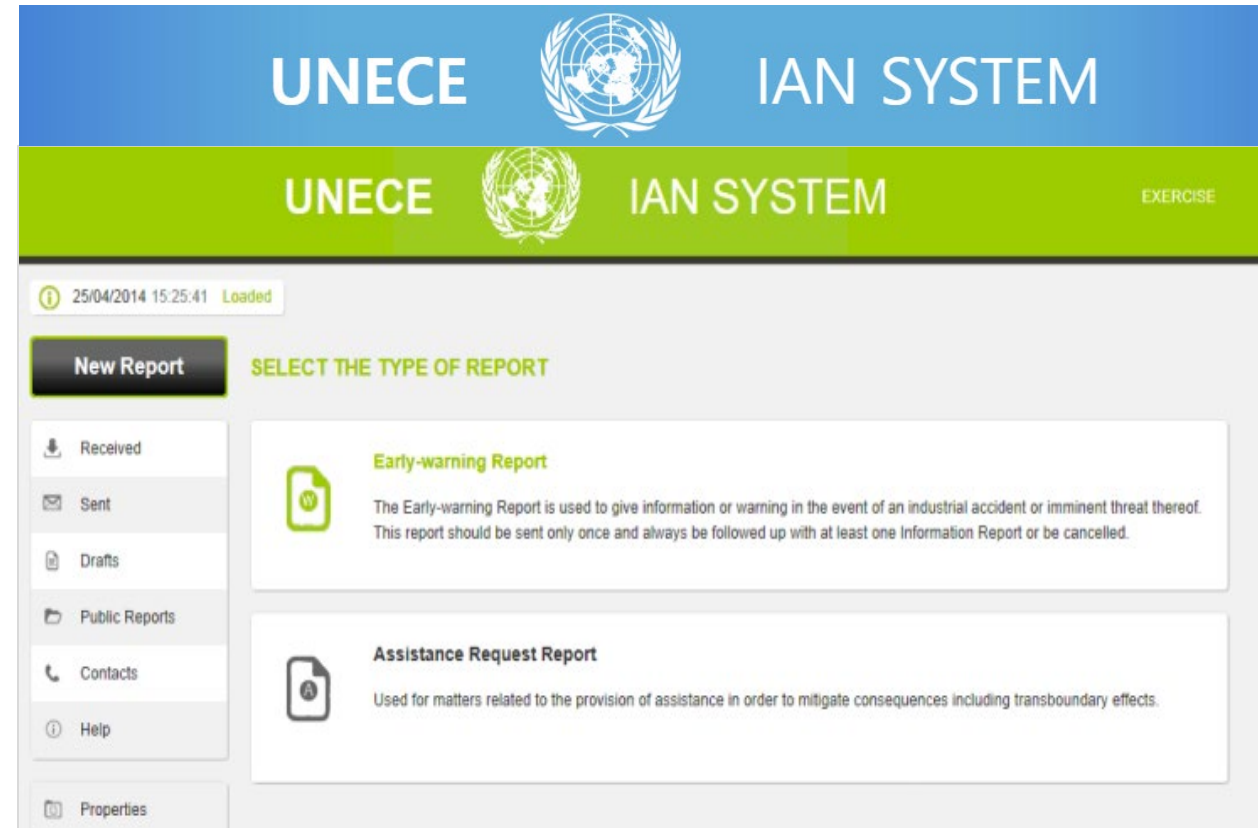 UNECE IAN SYSTEM
UNECE IAN SYSTEM EXERCISE
25/04/2014 15:25:41 Loaded
New Report
SELECT THE TYPE OF REPORT
Received
Sent
Drafts
Public Reports
Contacts
Help
Properties
Early-warning Report
W
The Early-warning Report is used to give information or warning in the event of an industrial accident or imminent threat thereof.
This report should be sent only once and always be followed up with at least one Information Report or be cancelled.
Assistance Request Report
A
Used for matters related to the provision of assistance in order to mitigate consequences including transboundary effects.